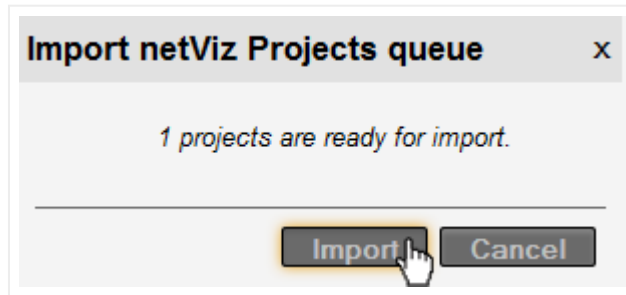 Import netViz Projects queue x
1 projects are ready for import.
Import Cancel